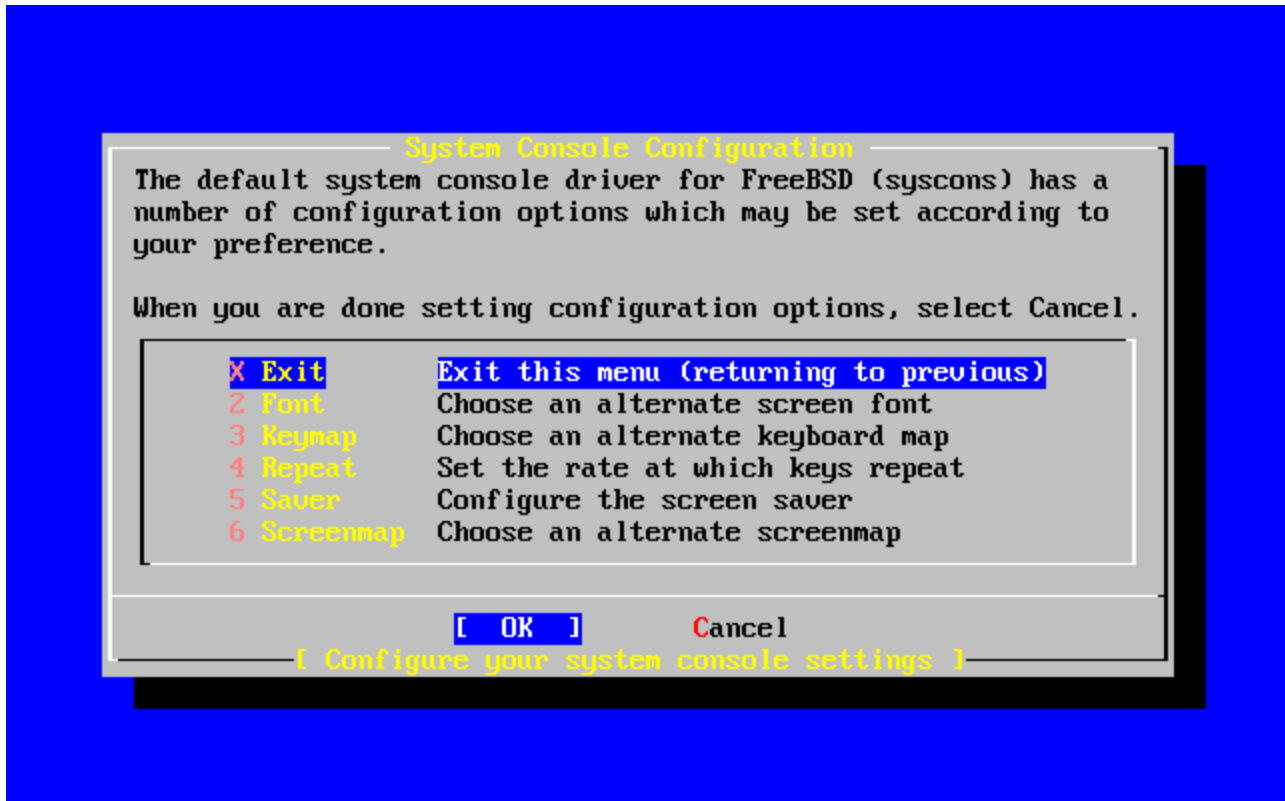 System Console Configuration
The default system console driver for FreeBSD (syscons) has a
number of configuration options which may be set according to
your preference.
When you are done setting configuration options, select Cancel.
X Exit Exit this menu (returning to previous)
2 Font Choose an alternate screen font
3 Keymap Choose an alternate keyboard map
4 Repeat Set the rate at which keys repeat
5 Saver Configure the screen saver
6 Screenmap Choose an alternate screenmap
[ OK ] Cancel
[ Configure your system console settings ]